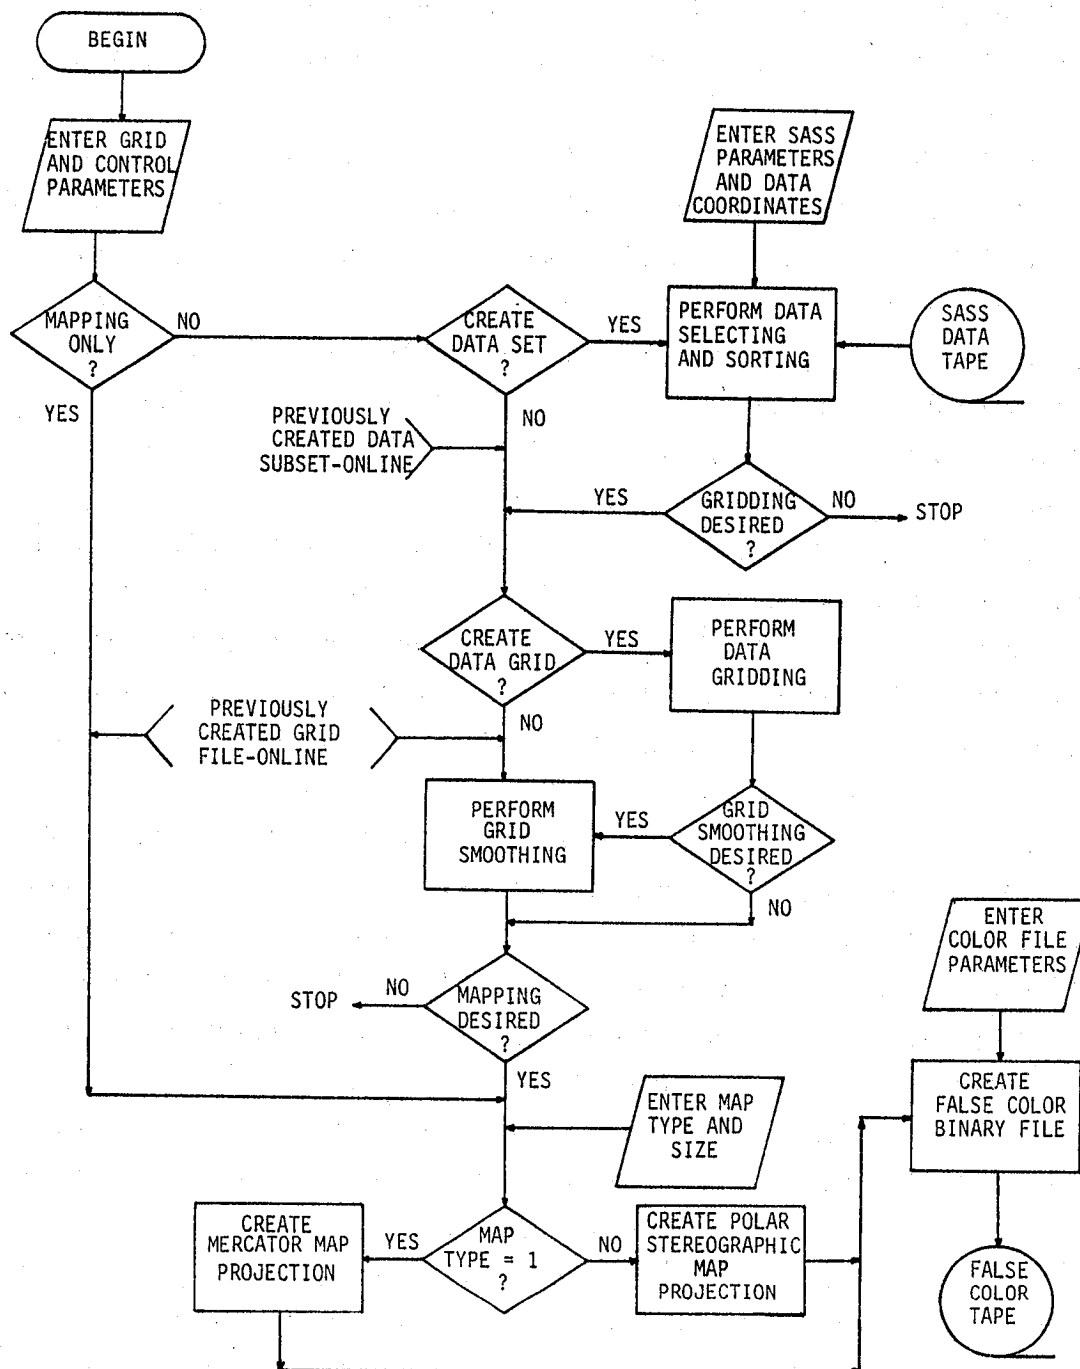 BEGIN
ENTER GRID
AND CONTROL
PARAMETERS
ENTER SASS
PARAMETERS
AND DATA
COORDINATES
MAPPING
ONLY
?
NO
YES
CREATE
DATA SET
?
YES
NO
PERFORM DATA
SELECTING
AND SORTING
SASS
DATA
TAPE
PREVIOUSLY
CREATED DATA
SUBSET-ONLINE
GRIDDING
DESIRED
?
YES
NO
STOP
CREATE
DATA GRID
?
YES
NO
PERFORM
DATA
GRIDDING
PREVIOUSLY
CREATED GRID
FILE-ONLINE
PERFORM
GRID
SMOOTHING
YES
GRID
SMOOTHING
DESIRED
?
NO
ENTER
COLOR FILE
PARAMETERS
STOP
NO
MAPPING
DESIRED
?
YES
ENTER MAP
TYPE AND
SIZE
CREATE
FALSE COLOR
BINARY FILE
CREATE
MERCATOR MAP
PROJECTION
YES
MAP
TYPE = 1
?
NO
CREATE POLAR
STEREOGRAPHIC
MAP
PROJECTION
FALSE
COLOR
TAPE